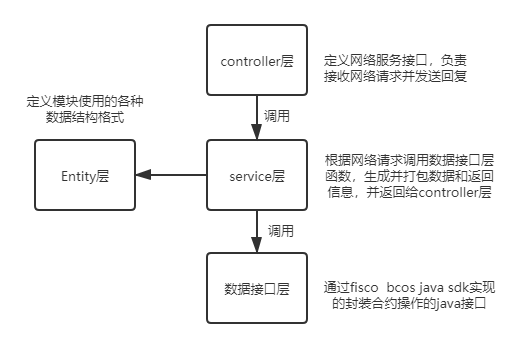 controller层
定义网络服务接口，负责
接收网络请求并发送回复
调用
定义模块使用的各种
数据结构格式
Entity层
service层
根据网络请求调用数据接口层
函数，生成并打包数据和返回
信息，并返回给controller层
调用
数据接口层
通过fisco bcos java sdk实现
的封装合约操作的java接口